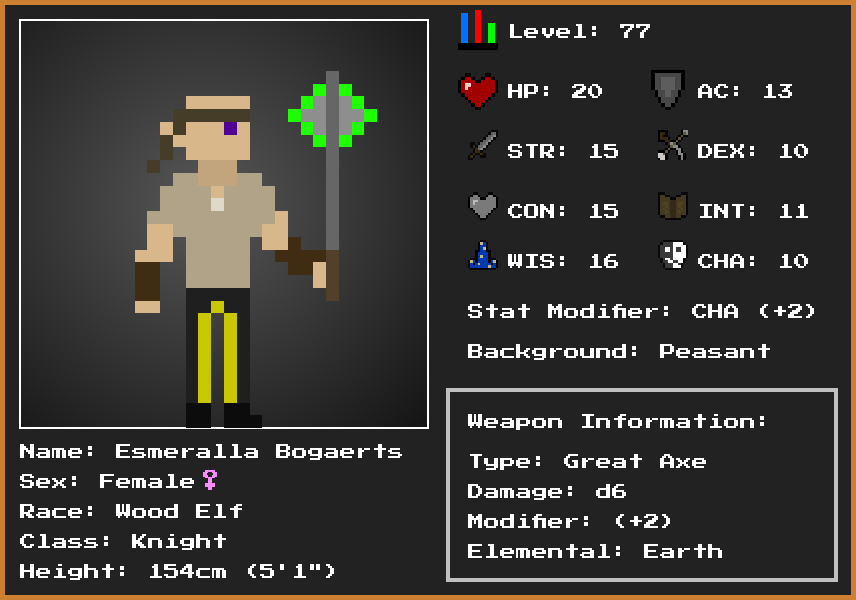 Level: 77
HP: 20 AC: 13
STR: 15 DEX: 10
CON: 15 INT: 11
WIS: 16 CHA: 10
Stat Modifier: CHA (+2)
Background: Peasant
Weapon Information:
Type: Great Axe
Damage: d6
Modifier: (+2)
Elemental: Earth
Name: Esmeralla Bogaerts
Sex: Female♀
Race: Wood Elf
Class: Knight
Height: 154cm (5'1")